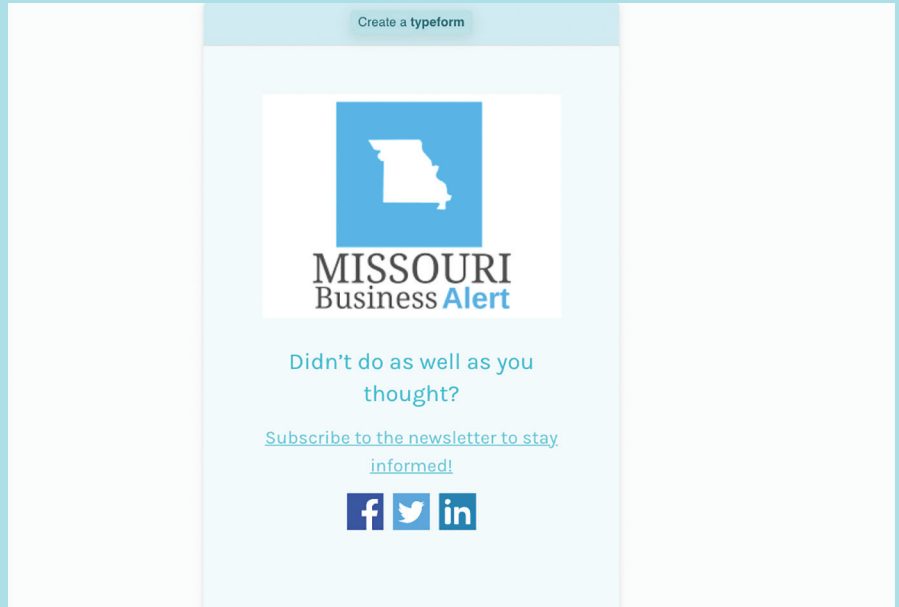 Create a typeform
MISSOURI
Business Alert
Didn’t do as well as you
thought?
Subscribe to the newsletter to stay
informed!
f in